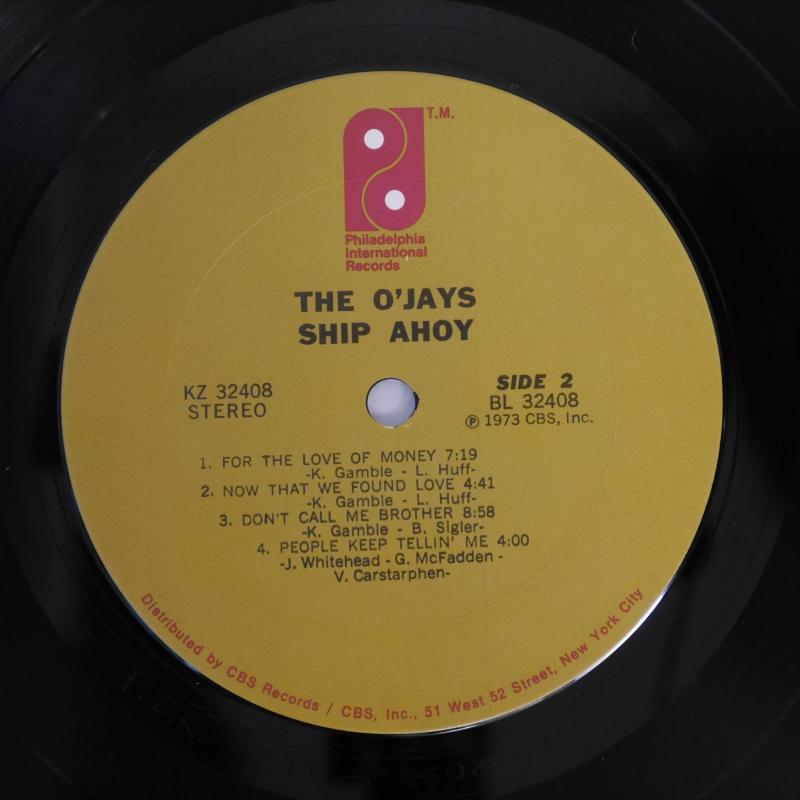 T.M.
Philadelphia
International
Records
THE O'JAYS
SHIP AHOY
KZ 32408
STEREO
SIDE 2
BL 32408
℗ 1973 CBS, Inc.
1. FOR THE LOVE OF MONEY 7:19
-K. Gamble - L. Huff-
2. NOW THAT WE FOUND LOVE 4:41
-K. Gamble - L. Huff-
3. DON'T CALL ME BROTHER 8:58
-K. Gamble - B. Sigler-
4. PEOPLE KEEP TELLIN' ME 4:00
-J. Whitehead - G. McFadden -
V. Carstarphen-
Distributed by CBS Records / CBS, Inc., 51 West 52 Street, New York City